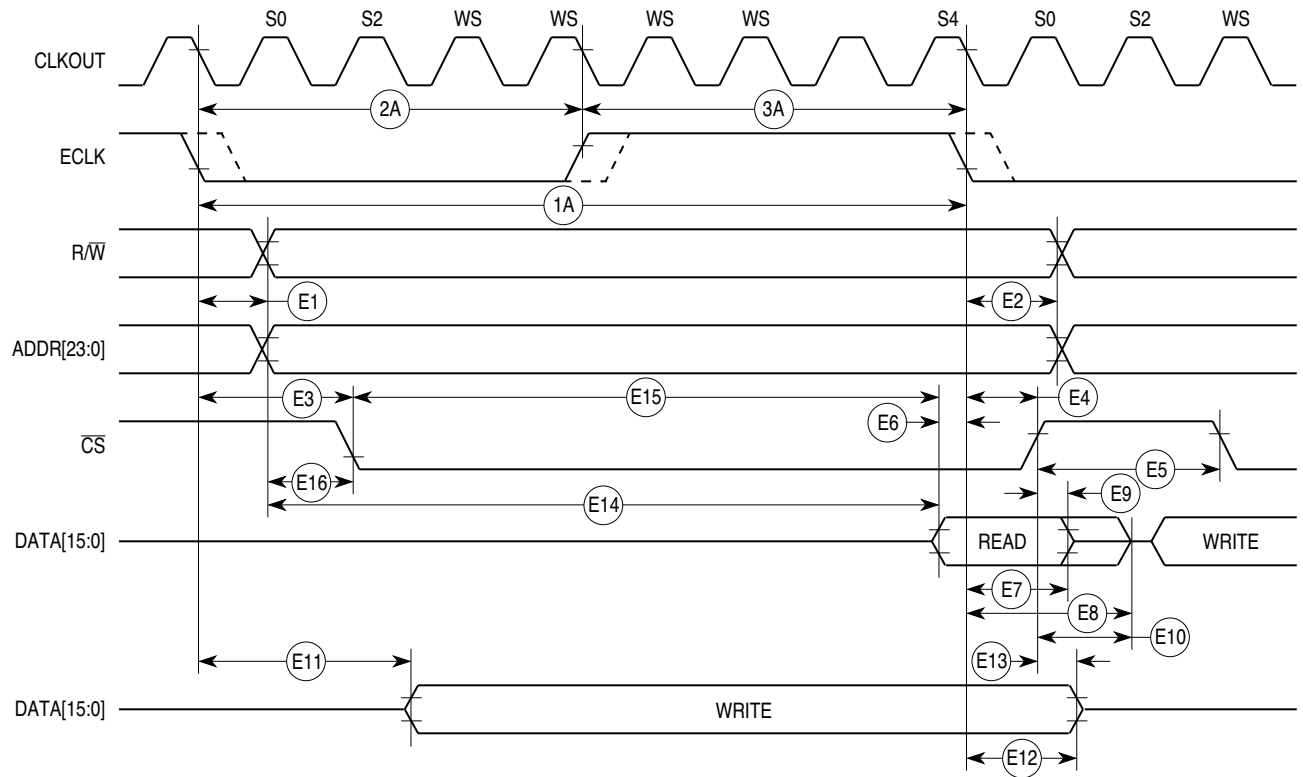 S0 S2 WS WS WS WS S4 S0 S2 WS
CLKOUT
2A 3A
ECLK
1A
R/W̅
E1 E2
ADDR[23:0]
E3 E15 E4
E6
C̅S̅
E16 E5
E14 E9
DATA[15:0] READ WRITE
E7
E8
E10
E11 E13
DATA[15:0] WRITE
E12